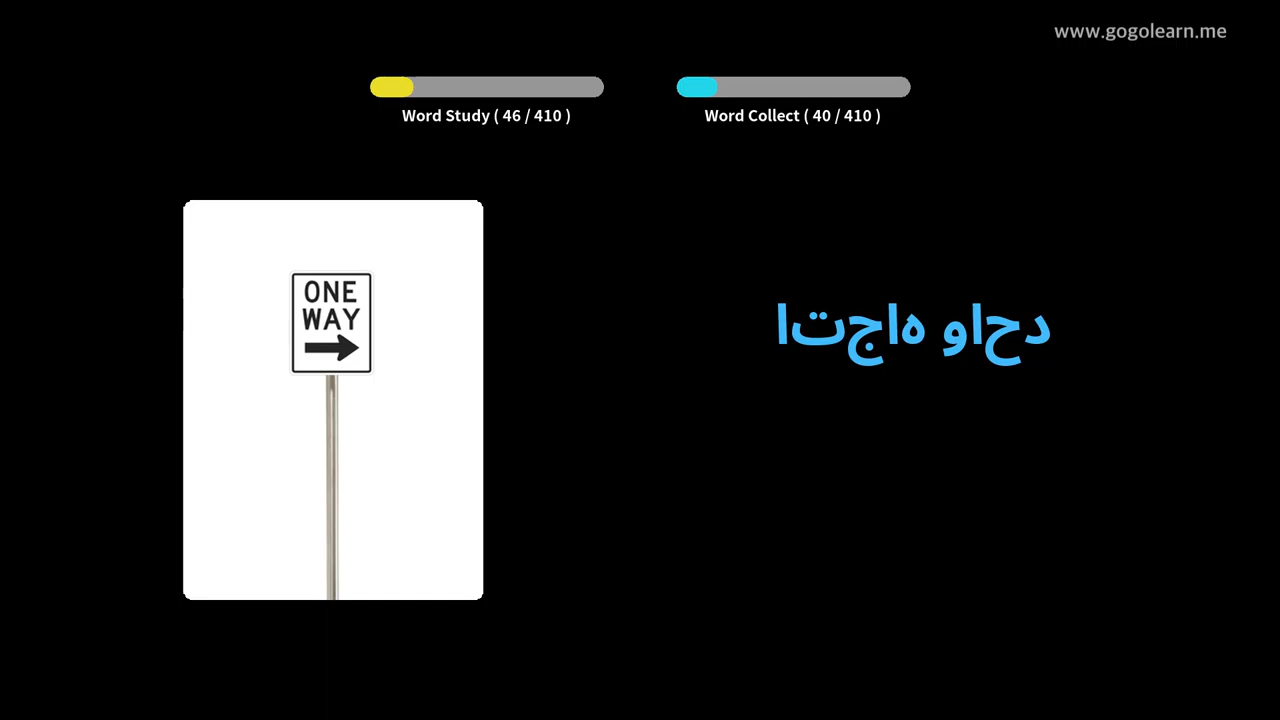 www.gogolearn.me
Word Study ( 46 / 410 )
Word Collect ( 40 / 410 )
ONE
WAY
دحاو هاجتا